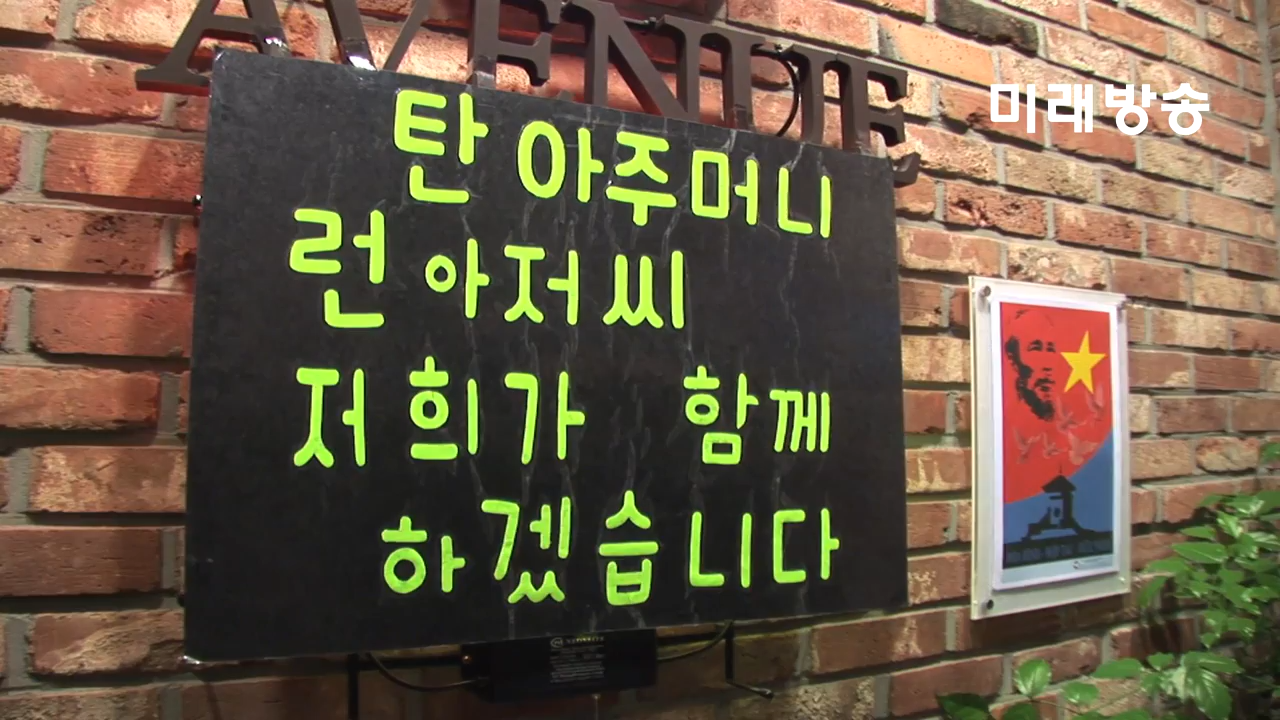 AVENUE
미래방송
탄 아주머니
런 아저씨
저희가 함께
하겠습니다